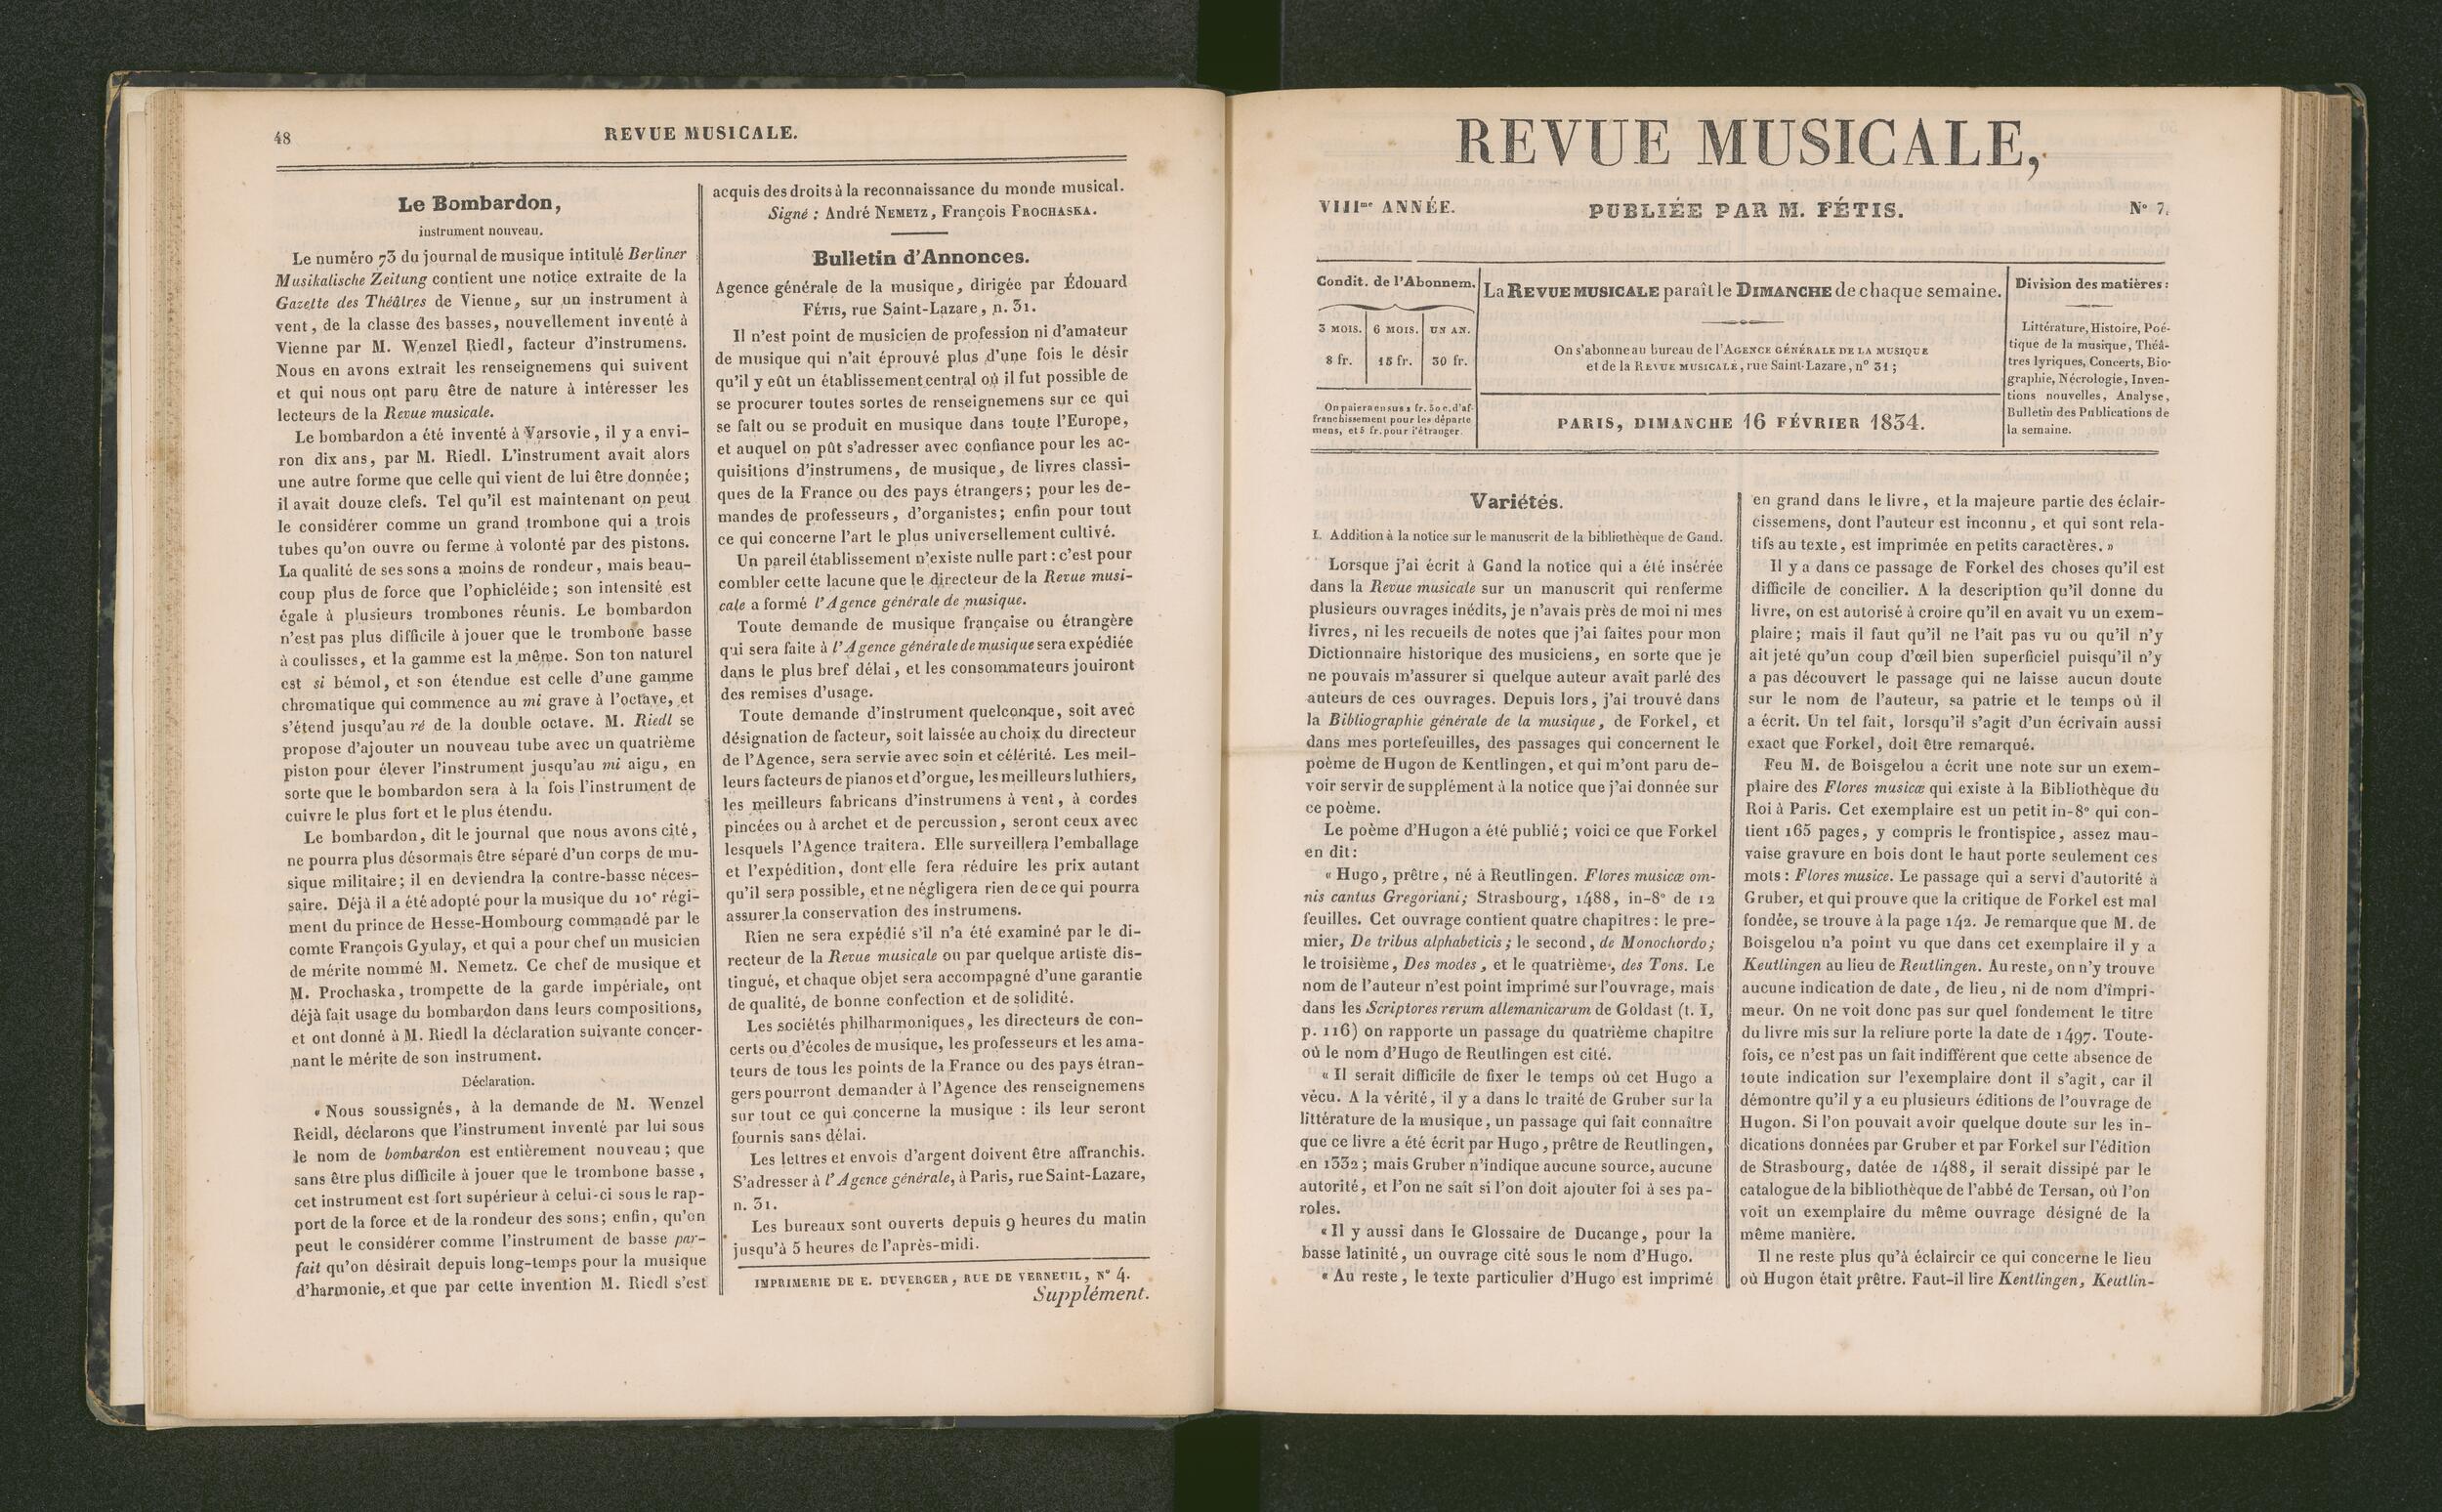 48
REVUE MUSICALE.
Le Bombardon,
instrument nouveau.
Le numéro 73 du journal de musique intitulé Berliner
Musikalische Zeitung contient une notice extraite de la
Gazette des Théâtres de Vienne, sur un instrument à
vent, de la classe des basses, nouvellement inventé à
Vienne par M. Wenzel Riedl, facteur d'instrumens.
Nous en avons extrait les renseignemens qui suivent
et qui nous ont paru être de nature à intéresser les
lecteurs de la Revue musicale.
Le bombardon a été inventé à Varsovie, il y a envi-
ron dix ans, par M. Riedl. L'instrument avait alors
une autre forme que celle qui vient de lui être donnée;
il avait douze clefs. Tel qu'il est maintenant on peut
le considérer comme un grand trombone qui a trois
tubes qu'on ouvre ou ferme à volonté par des pistons.
La qualité de ses sons a moins de rondeur, mais beau-
coup plus de force que l'ophicléide; son intensité est
égale à plusieurs trombones réunis. Le bombardon
n'est pas plus difficile à jouer que le trombone basse
à coulisses, et la gamme est la même. Son ton naturel
est si bémol, et son étendue est celle d'une gamme
chromatique qui commence au mi grave à l'octave, et
s'étend jusqu'au ré de la double octave. M. Riedl se
propose d'ajouter un nouveau tube avec un quatrième
piston pour élever l'instrument jusqu'au mi aigu, en
sorte que le bombardon sera à la fois l'instrument de
cuivre le plus fort et le plus étendu.
Le bombardon, dit le journal que nous avons cité,
ne pourra plus désormais être séparé d'un corps de mu-
sique militaire; il en deviendra la contre-basse néces-
saire. Déjà il a été adopté pour la musique du 10e régi-
ment du prince de Hesse-Hombourg commandé par le
comte François Gyulay, et qui a pour chef un musicien
de mérite nommé M. Nemetz. Ce chef de musique et
M. Prochaska, trompette de la garde impériale, ont
déjà fait usage du bombardon dans leurs compositions,
et ont donné à M. Riedl la déclaration suivante concer-
nant le mérite de son instrument.
Déclaration.
« Nous soussignés, à la demande de M. Wenzel
Reidl, déclarons que l'instrument inventé par lui sous
le nom de bombardon est entièrement nouveau; que
sans être plus difficile à jouer que le trombone basse,
cet instrument est fort supérieur à celui-ci sous le rap-
port de la force et de la rondeur des sons; enfin, qu'on
peut le considérer comme l'instrument de basse par-
fait qu'on désirait depuis long-temps pour la musique
d'harmonie, et que par cette invention M. Riedl s'est
acquis des droits à la reconnaissance du monde musical.
Signé : André NEMETZ, François FROCHASKA.
Bulletin d'Annonces.
Agence générale de la musique, dirigée par Édouard
FÉTIS, rue Saint-Lazare, n. 31.
Il n'est point de musicien de profession ni d'amateur
de musique qui n'ait éprouvé plus d'une fois le désir
qu'il y eût un établissement central où il fut possible de
se procurer toutes sortes de renseignemens sur ce qui
se fait ou se produit en musique dans toute l'Europe,
et auquel on pût s'adresser avec confiance pour les ac-
quisitions d'instrumens, de musique, de livres classi-
ques de la France ou des pays étrangers; pour les de-
mandes de professeurs, d'organistes; enfin pour tout
ce qui concerne l'art le plus universellement cultivé.
Un pareil établissement n'existe nulle part : c'est pour
combler cette lacune que le directeur de la Revue musi-
cale a formé l'Agence générale de musique.
Toute demande de musique française ou étrangère
qui sera faite à l'Agence générale de musique sera expédiée
dans le plus bref délai, et les consommateurs jouiront
des remises d'usage.
Toute demande d'instrument quelconque, soit avec
désignation de facteur, soit laissée au choix du directeur
de l'Agence, sera servie avec soin et célérité. Les meil-
leurs facteurs de pianos et d'orgue, les meilleurs luthiers,
les meilleurs fabricans d'instrumens à vent, à cordes
pincées ou à archet et de percussion, seront ceux avec
lesquels l'Agence traitera. Elle surveillera l'emballage
et l'expédition, dont elle fera réduire les prix autant
qu'il sera possible, et ne négligera rien de ce qui pourra
assurer la conservation des instrumens.
Rien ne sera expédié s'il n'a été examiné par le di-
recteur de la Revue musicale ou par quelque artiste dis-
tingué, et chaque objet sera accompagné d'une garantie
de qualité, de bonne confection et de solidité.
Les sociétés philharmoniques, les directeurs de con-
certs ou d'écoles de musique, les professeurs et les ama-
teurs de tous les points de la France ou des pays étran-
gers pourront demander à l'Agence des renseignemens
sur tout ce qui concerne la musique : ils leur seront
fournis sans délai.
Les lettres et envois d'argent doivent être affranchis.
S'adresser à l'Agence générale, à Paris, rue Saint-Lazare,
n. 31.
Les bureaux sont ouverts depuis 9 heures du matin
jusqu'à 5 heures de l'après-midi.
IMPRIMERIE DE E. DUVERGER, RUE DE VERNEUIL, N° 4.
Supplément.
REVUE MUSICALE,
VIIIme ANNÉE.
PUBLIÉE PAR M. FÉTIS.
N° 7.
Condit. de l'Abonnem.
3 MOIS. 6 MOIS. UN AN.
8 fr. 15 fr. 30 fr.
On paiera en sus 2 fr. 50 c. d'af-
franchissement pour les départe
mens, et 5 fr. pour l'étranger.
La REVUE MUSICALE paraît le DIMANCHE de chaque semaine.
On s'abonne au bureau de l'AGENCE GÉNÉRALE DE LA MUSIQUE
et de la REVUE MUSICALE, rue Saint-Lazare, n° 31;
PARIS, DIMANCHE 16 FÉVRIER 1834.
Division des matières :
Littérature, Histoire, Poé-
tique de la musique, Théâ-
tres lyriques, Concerts, Bio-
graphie, Nécrologie, Inven-
tions nouvelles, Analyse,
Bulletin des Publications de
la semaine.
Variétés.
I. Addition à la notice sur le manuscrit de la bibliothèque de Gand.
Lorsque j'ai écrit à Gand la notice qui a été insérée
dans la Revue musicale sur un manuscrit qui renferme
plusieurs ouvrages inédits, je n'avais près de moi ni mes
livres, ni les recueils de notes que j'ai faites pour mon
Dictionnaire historique des musiciens, en sorte que je
ne pouvais m'assurer si quelque auteur avait parlé des
auteurs de ces ouvrages. Depuis lors, j'ai trouvé dans
la Bibliographie générale de la musique, de Forkel, et
dans mes portefeuilles, des passages qui concernent le
poème de Hugon de Kentlingen, et qui m'ont paru de-
voir servir de supplément à la notice que j'ai donnée sur
ce poème.
Le poème d'Hugon a été publié; voici ce que Forkel
en dit :
« Hugo, prêtre, né à Reutlingen. Flores musicæ om-
nis cantus Gregoriani; Strasbourg, 1488, in-8° de 12
feuilles. Cet ouvrage contient quatre chapitres : le pre-
mier, De tribus alphabeticis; le second, de Monochordo;
le troisième, Des modes, et le quatrième, des Tons. Le
nom de l'auteur n'est point imprimé sur l'ouvrage, mais
dans les Scriptores rerum allemanicarum de Goldast (t. I,
p. 116) on rapporte un passage du quatrième chapitre
où le nom d'Hugo de Reutlingen est cité.
« Il serait difficile de fixer le temps où cet Hugo a
vécu. A la vérité, il y a dans le traité de Gruber sur la
littérature de la musique, un passage qui fait connaître
que ce livre a été écrit par Hugo, prêtre de Reutlingen,
en 1332; mais Gruber n'indique aucune source, aucune
autorité, et l'on ne sait si l'on doit ajouter foi à ses pa-
roles.
« Il y aussi dans le Glossaire de Ducange, pour la
basse latinité, un ouvrage cité sous le nom d'Hugo.
« Au reste, le texte particulier d'Hugo est imprimé
en grand dans le livre, et la majeure partie des éclair-
cissemens, dont l'auteur est inconnu, et qui sont rela-
tifs au texte, est imprimée en petits caractères. »
Il y a dans ce passage de Forkel des choses qu'il est
difficile de concilier. A la description qu'il donne du
livre, on est autorisé à croire qu'il en avait vu un exem-
plaire; mais il faut qu'il ne l'ait pas vu ou qu'il n'y
ait jeté qu'un coup d'œil bien superficiel puisqu'il n'y
a pas découvert le passage qui ne laisse aucun doute
sur le nom de l'auteur, sa patrie et le temps où il
a écrit. Un tel fait, lorsqu'il s'agit d'un écrivain aussi
exact que Forkel, doit être remarqué.
Feu M. de Boisgelou a écrit une note sur un exem-
plaire des Flores musicæ qui existe à la Bibliothèque du
Roi à Paris. Cet exemplaire est un petit in-8° qui con-
tient 165 pages, y compris le frontispice, assez mau-
vaise gravure en bois dont le haut porte seulement ces
mots : Flores musice. Le passage qui a servi d'autorité à
Gruber, et qui prouve que la critique de Forkel est mal
fondée, se trouve à la page 142. Je remarque que M. de
Boisgelou n'a point vu que dans cet exemplaire il y a
Keutlingen au lieu de Reutlingen. Au reste, on n'y trouve
aucune indication de date, de lieu, ni de nom d'impri-
meur. On ne voit donc pas sur quel fondement le titre
du livre mis sur la reliure porte la date de 1497. Toute-
fois, ce n'est pas un fait indifférent que cette absence de
toute indication sur l'exemplaire dont il s'agit, car il
démontre qu'il y a eu plusieurs éditions de l'ouvrage de
Hugon. Si l'on pouvait avoir quelque doute sur les in-
dications données par Gruber et par Forkel sur l'édition
de Strasbourg, datée de 1488, il serait dissipé par le
catalogue de la bibliothèque de l'abbé de Tersan, où l'on
voit un exemplaire du même ouvrage désigné de la
même manière.
Il ne reste plus qu'à éclaircir ce qui concerne le lieu
où Hugon était prêtre. Faut-il lire Kentlingen, Keutlin-